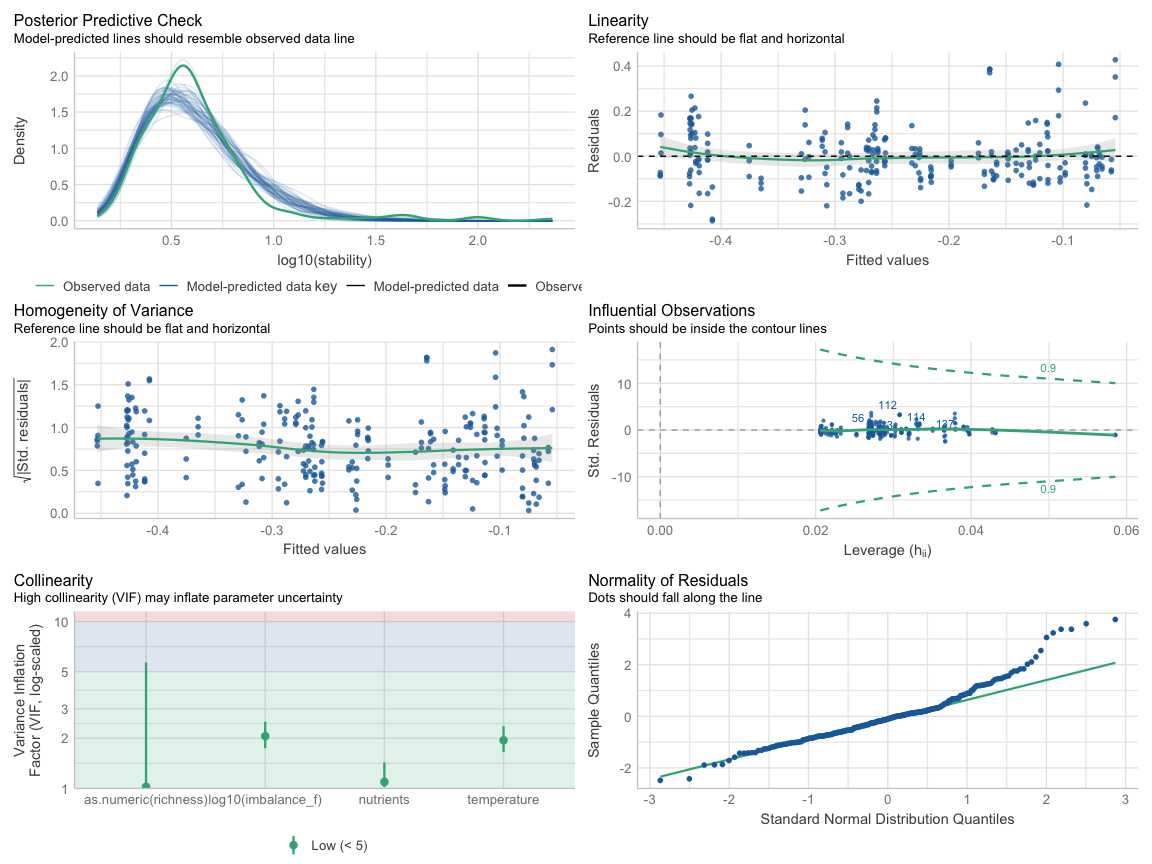 Posterior Predictive Check
Model-predicted lines should resemble observed data line
Density
2.0
1.5
1.0
0.5
0.0
0.5
1.0
1.5
2.0
log10(stability)
Observed data
Model-predicted data key
Model-predicted data
Observe
Linearity
Reference line should be flat and horizontal
Residuals
0.4
0.2
0.0
-0.2
-0.4
-0.3
-0.2
-0.1
Fitted values
Homogeneity of Variance
Reference line should be flat and horizontal
√|Std. residuals|
2.0
1.5
1.0
0.5
0.0
-0.4
-0.3
-0.2
-0.1
Fitted values
Influential Observations
Points should be inside the contour lines
Std. Residuals
10
0
-10
0.9
0.9
112
56
114
137
0.00
0.02
0.04
0.06
Leverage (hᵢᵢ)
Collinearity
High collinearity (VIF) may inflate parameter uncertainty
Variance Inflation
Factor (VIF, log-scaled)
10
5
3
2
1
as.numeric(richness)
log10(imbalance_f)
nutrients
temperature
Low (< 5)
Normality of Residuals
Dots should fall along the line
Sample Quantiles
4
2
0
-2
-3
-2
-1
0
1
2
3
Standard Normal Distribution Quantiles